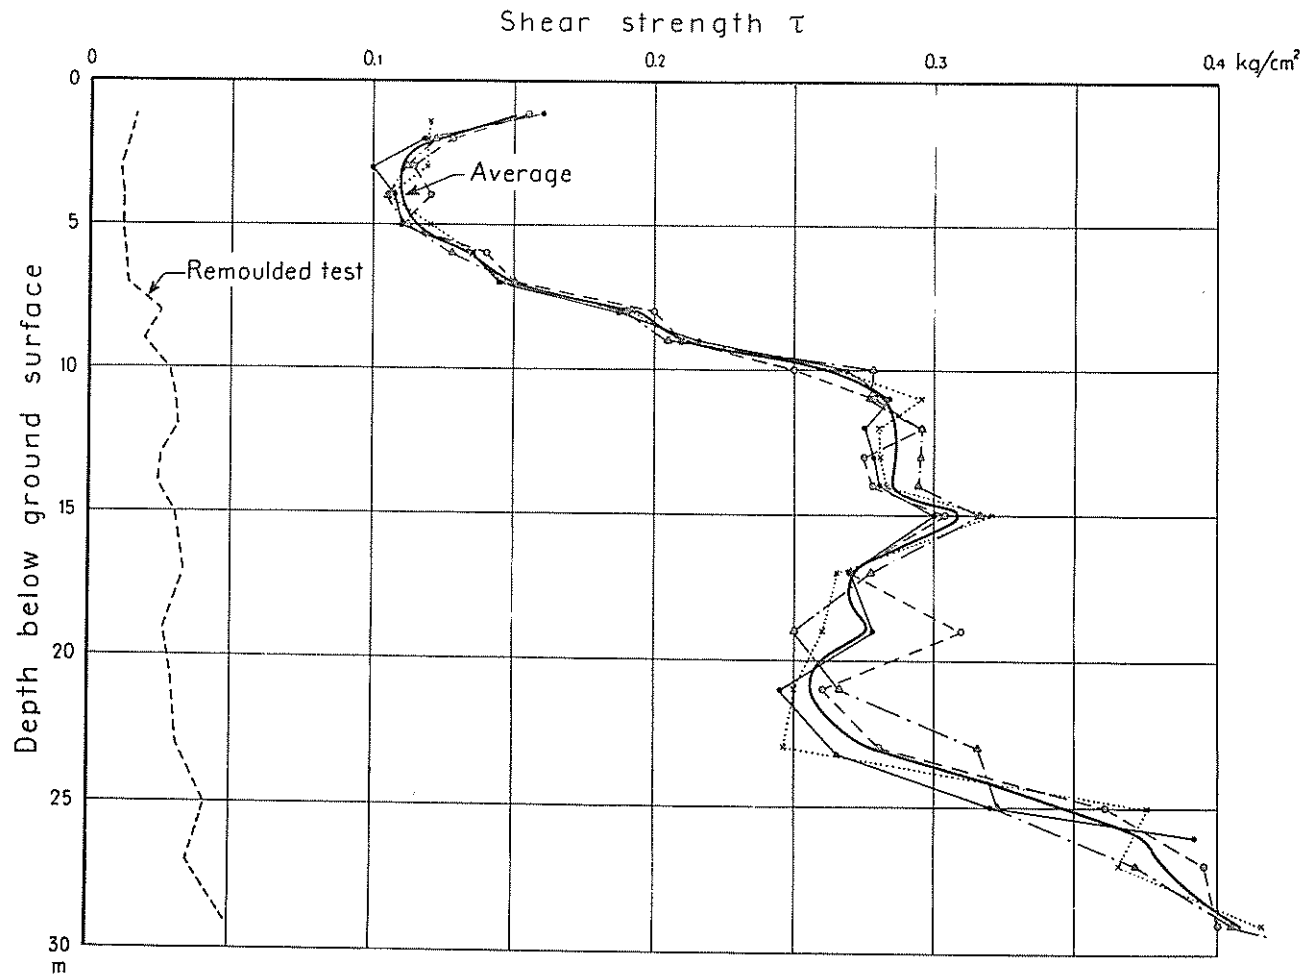 Shear strength τ
0 0.1 0.2 0.3 0.4 kg/cm²
0
Average
5
Remoulded test
10
15
20
25
30
m
Depth below ground surface